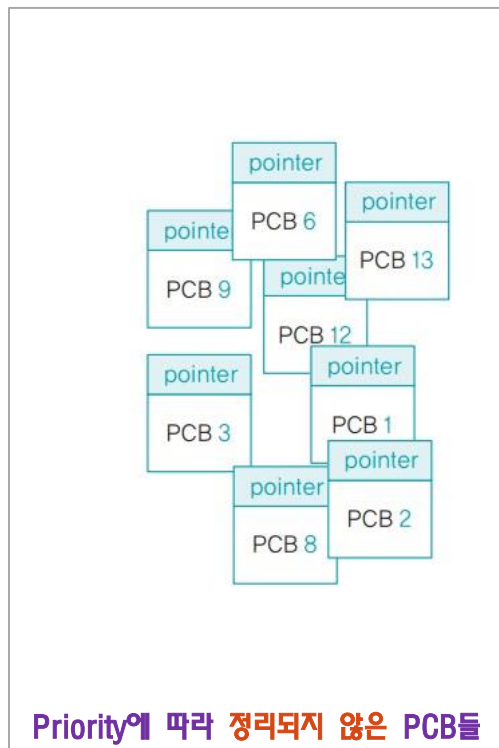 pointer
PCB 6
pointer
PCB 13
pointe
PCB 9
pointe
PCB 12
pointer
PCB 1
pointer
PCB 3
pointer
PCB 2
pointer
PCB 8
Priority에 따라 정리되지 않은 PCB들